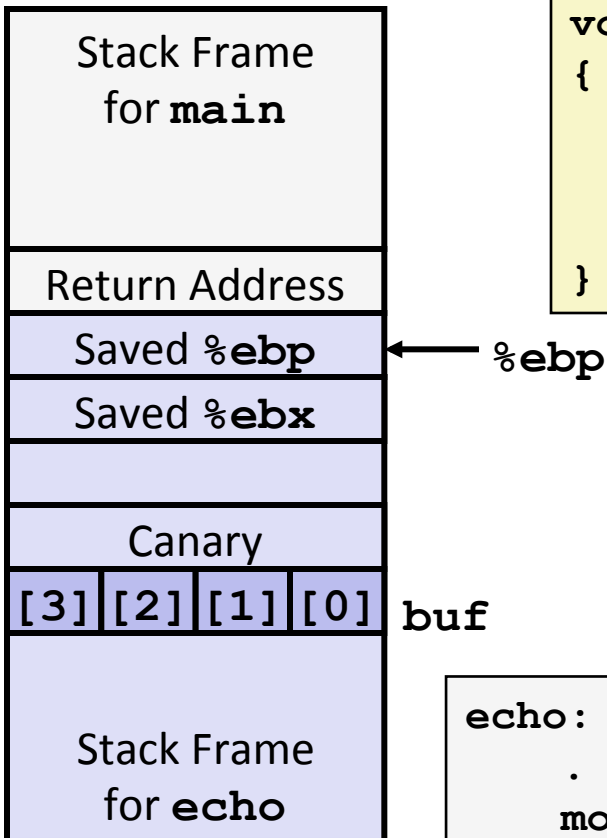 Stack Frame
for main
Return Address
Saved %ebp
%ebp
Saved %ebx
Canary
[3] [2] [1] [0]
buf
Stack Frame
for echo
{
}
echo:
.